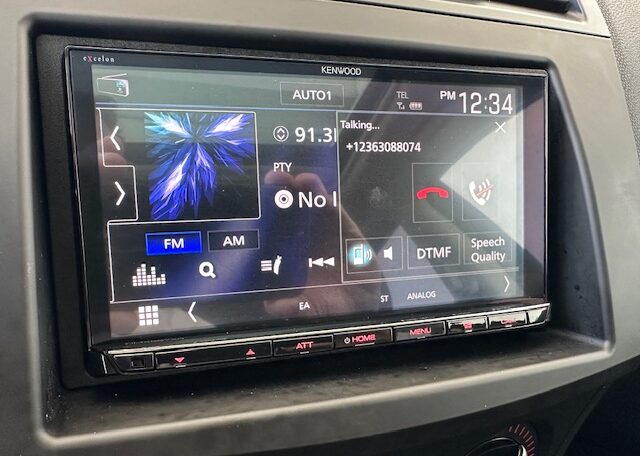 eXcelon
KENWOOD
AUTO1
TEL
PM 12:34
Talking...
+12363088074
91.3
PTY
No
FM
AM
DTMF
Speech
Quality
EA
ST
ANALOG
ATT
HOME
MENU